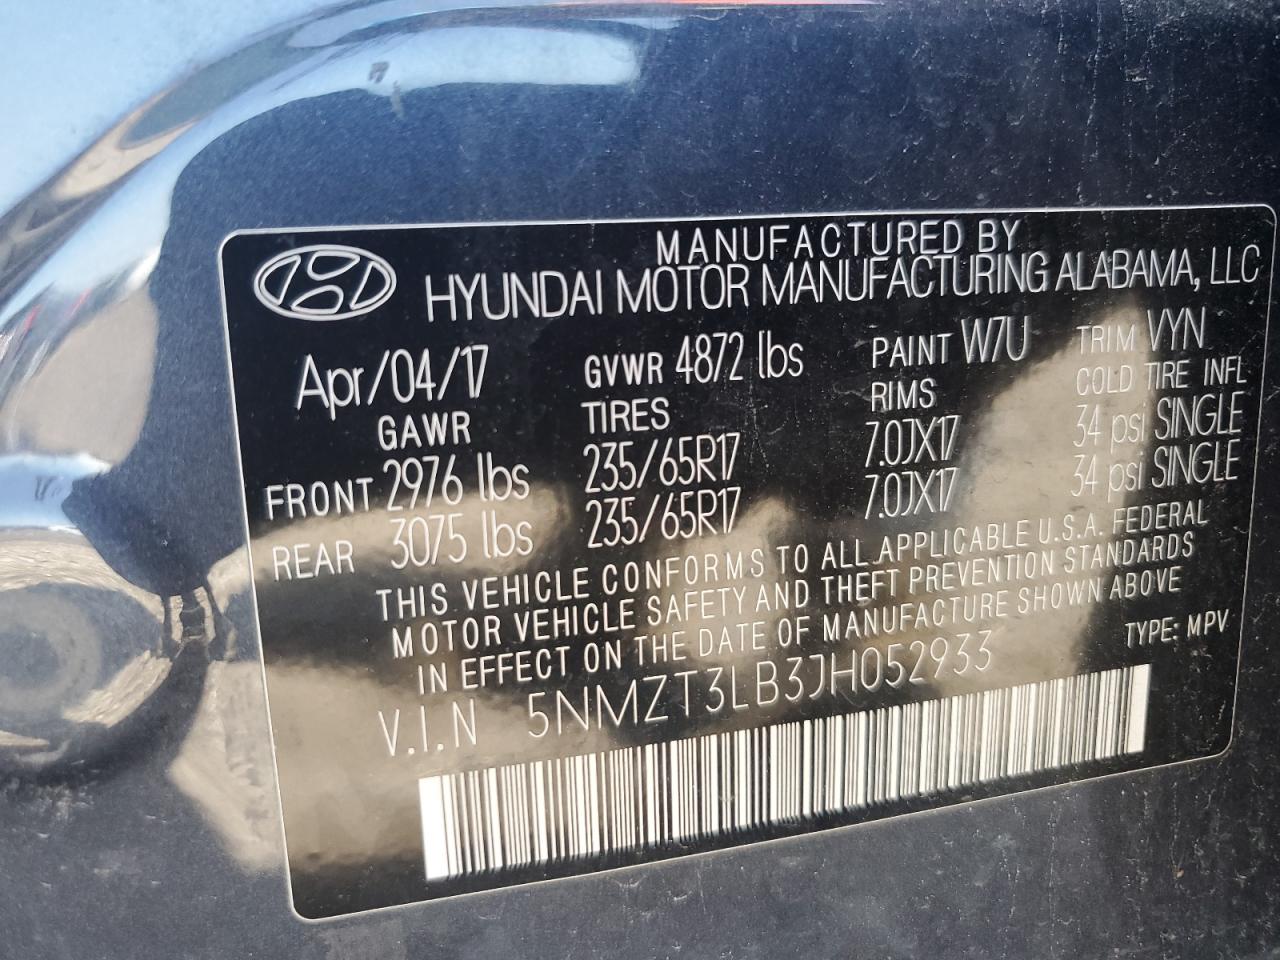 MANUFACTURED BY
HYUNDAI MOTOR MANUFACTURING ALABAMA, LLC
Apr/04/17 GVWR 4872 lbs PAINT W7U TRIM VYN
GAWR TIRES RIMS COLD TIRE INFL
FRONT 2976 lbs 235/65R17 7.0JX17 34 psi SINGLE
REAR 3075 lbs 235/65R17 7.0JX17 34 psi SINGLE
THIS VEHICLE CONFORMS TO ALL APPLICABLE U.S.A. FEDERAL
MOTOR VEHICLE SAFETY AND THEFT PREVENTION STANDARDS
IN EFFECT ON THE DATE OF MANUFACTURE SHOWN ABOVE
V.I.N 5NMZT3LB3JH052933 TYPE: MPV